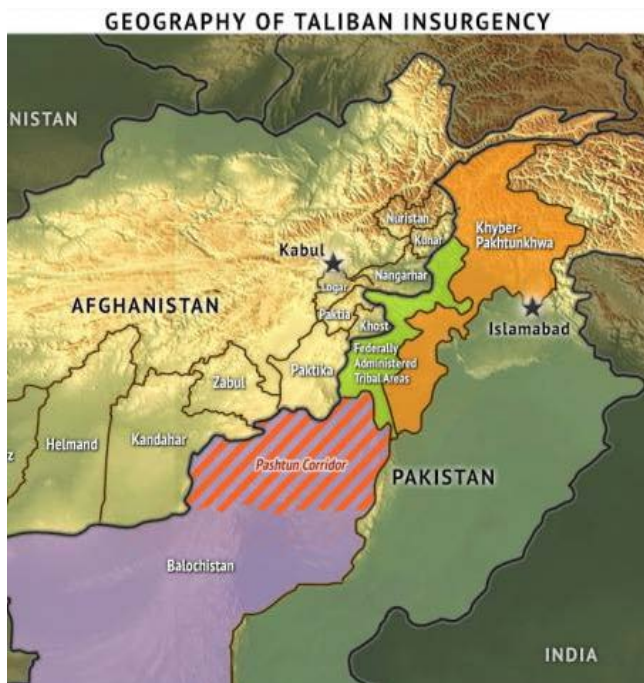 GEOGRAPHY OF TALIBAN INSURGENCY
NISTAN
Nuristan
Khyber-
Pakhtunkhwa
Kunar
Kabul
Nangarhar
Logar
AFGHANISTAN
Paktia
Khost
Islamabad
Federally
Administered
Tribal Areas
Paktika
Zabul
Helmand
Kandahar
z
Pashtun Corridor
PAKISTAN
Balochistan
INDIA